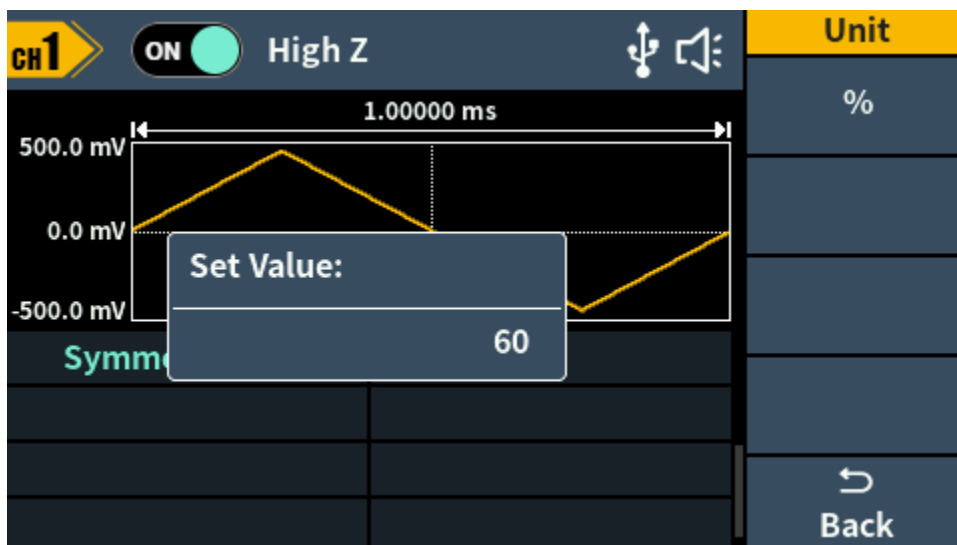 CH1
ON
High Z
Unit
%
1.00000 ms
500.0 mV
0.0 mV
-500.0 mV
Set Value:
60
Back